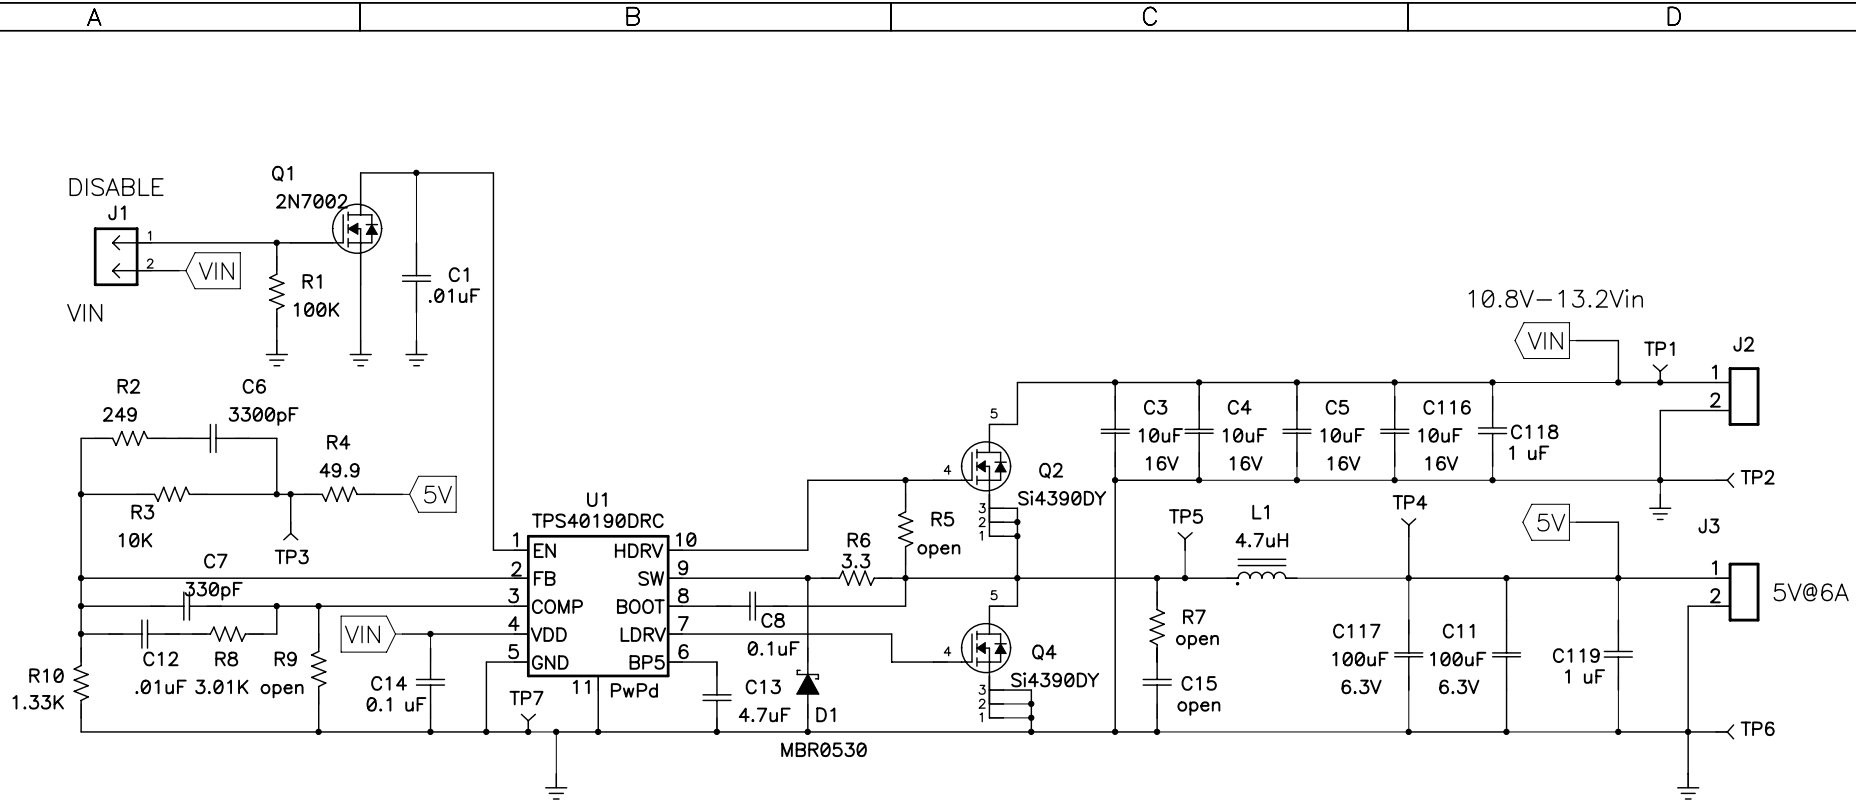 A B C D
DISABLE
J1
1
2
VIN
VIN
Q1
2N7002
R1
100K
C1
.01uF
10.8V-13.2Vin
VIN
TP1
J2
1
2
R2
249
C6
3300pF
R4
49.9
5V
R3
10K
TP3
C7
330pF
C12
.01uF
R8
3.01K
R9
open
R10
1.33K
VIN
C14
0.1 uF
TP7
U1
TPS40190DRC
1 EN
2 FB
3 COMP
4 VDD
5 GND
HDRV 10
SW 9
BOOT 8
LDRV 7
BP5 6
11 PwPd
C13
4.7uF
C8
0.1uF
D1
MBR0530
R6
3.3
R5
open
5
4
Q2
Si4390DY
3
2
1
5
4
Q4
Si4390DY
3
2
1
C3
10uF
16V
C4
10uF
16V
C5
10uF
16V
C116
10uF
16V
C118
1 uF
TP2
TP5
L1
4.7uH
TP4
5V
J3
1
2
5V@6A
R7
open
C15
open
C117
100uF
6.3V
C11
100uF
6.3V
C119
1 uF
TP6